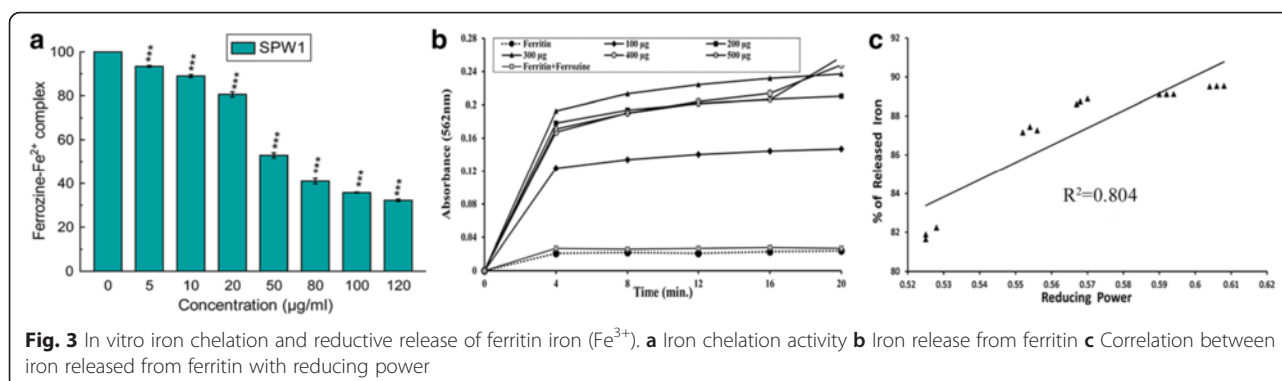 a
SPW1
100
80
60
40
20
0
Ferrozine-Fe²⁺ complex
***
***
***
***
***
***
***
0 5 10 20 50 80 100 120
Concentration (µg/ml)
b
Ferritin 100 µg 200 µg
300 µg 400 µg 500 µg
Ferritin+Ferrozine
0.28
0.24
0.2
0.16
0.12
0.08
0.04
0
Absorbance (562nm)
0 4 8 12 16 20
Time (min.)
c
92
90
88
86
84
82
80
% of Released Iron
R²=0.804
0.52 0.53 0.54 0.55 0.56 0.57 0.58 0.59 0.6 0.61 0.62
Reducing Power
Fig. 3 In vitro iron chelation and reductive release of ferritin iron (Fe³⁺). a Iron chelation activity b Iron release from ferritin c Correlation between
iron released from ferritin with reducing power